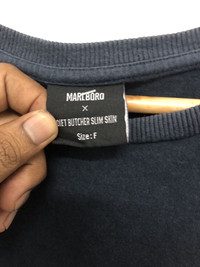 MARLBORO
×
DIET BUTCHER SLIM SKIN
Size: F